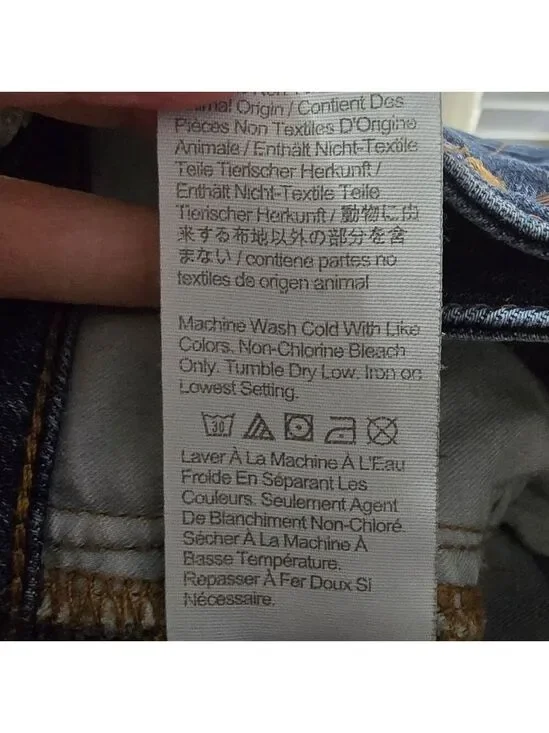 Animal Origin / Contient Des
Pièces Non Textiles D'Origine
Animale / Enthält Nicht-Textile
Teile Tierischer Herkunft /
Enthält Nicht-Textile Teile
Tierischer Herkunft / 動物に由
来する布地以外の部分を含
まない / contiene partes no
textiles de origen animal
Machine Wash Cold With Like
Colors. Non-Chlorine Bleach
Only. Tumble Dry Low. Iron on
Lowest Setting.
30
Laver À La Machine À L'Eau
Froide En Séparant Les
Couleurs. Seulement Agent
De Blanchiment Non-Chloré.
Sécher À La Machine À
Basse Température.
Repasser À Fer Doux Si
Nécessaire.